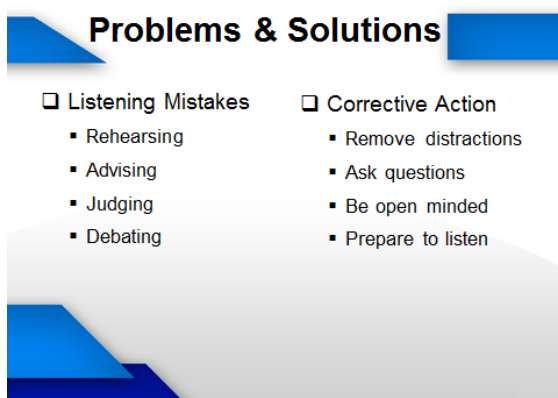 Problems & Solutions
❑ Listening Mistakes
▪ Rehearsing
▪ Advising
▪ Judging
▪ Debating
❑ Corrective Action
▪ Remove distractions
▪ Ask questions
▪ Be open minded
▪ Prepare to listen